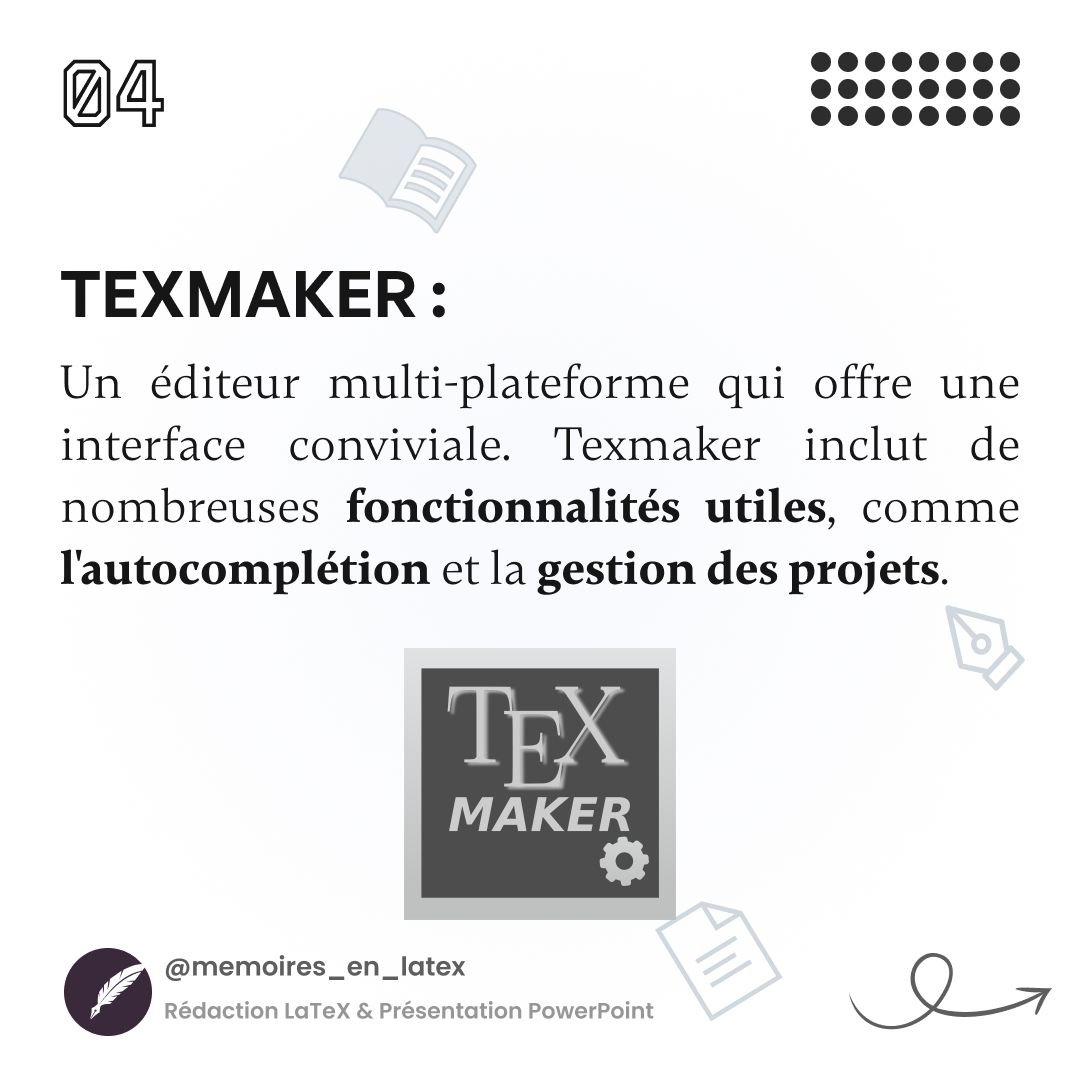 04
TEXMAKER :
Un éditeur multi-plateforme qui offre une
interface conviviale. Texmaker inclut de
nombreuses fonctionnalités utiles, comme
l'autocomplétion et la gestion des projets.
TEX
MAKER
@memoires_en_latex
Rédaction LaTeX & Présentation PowerPoint